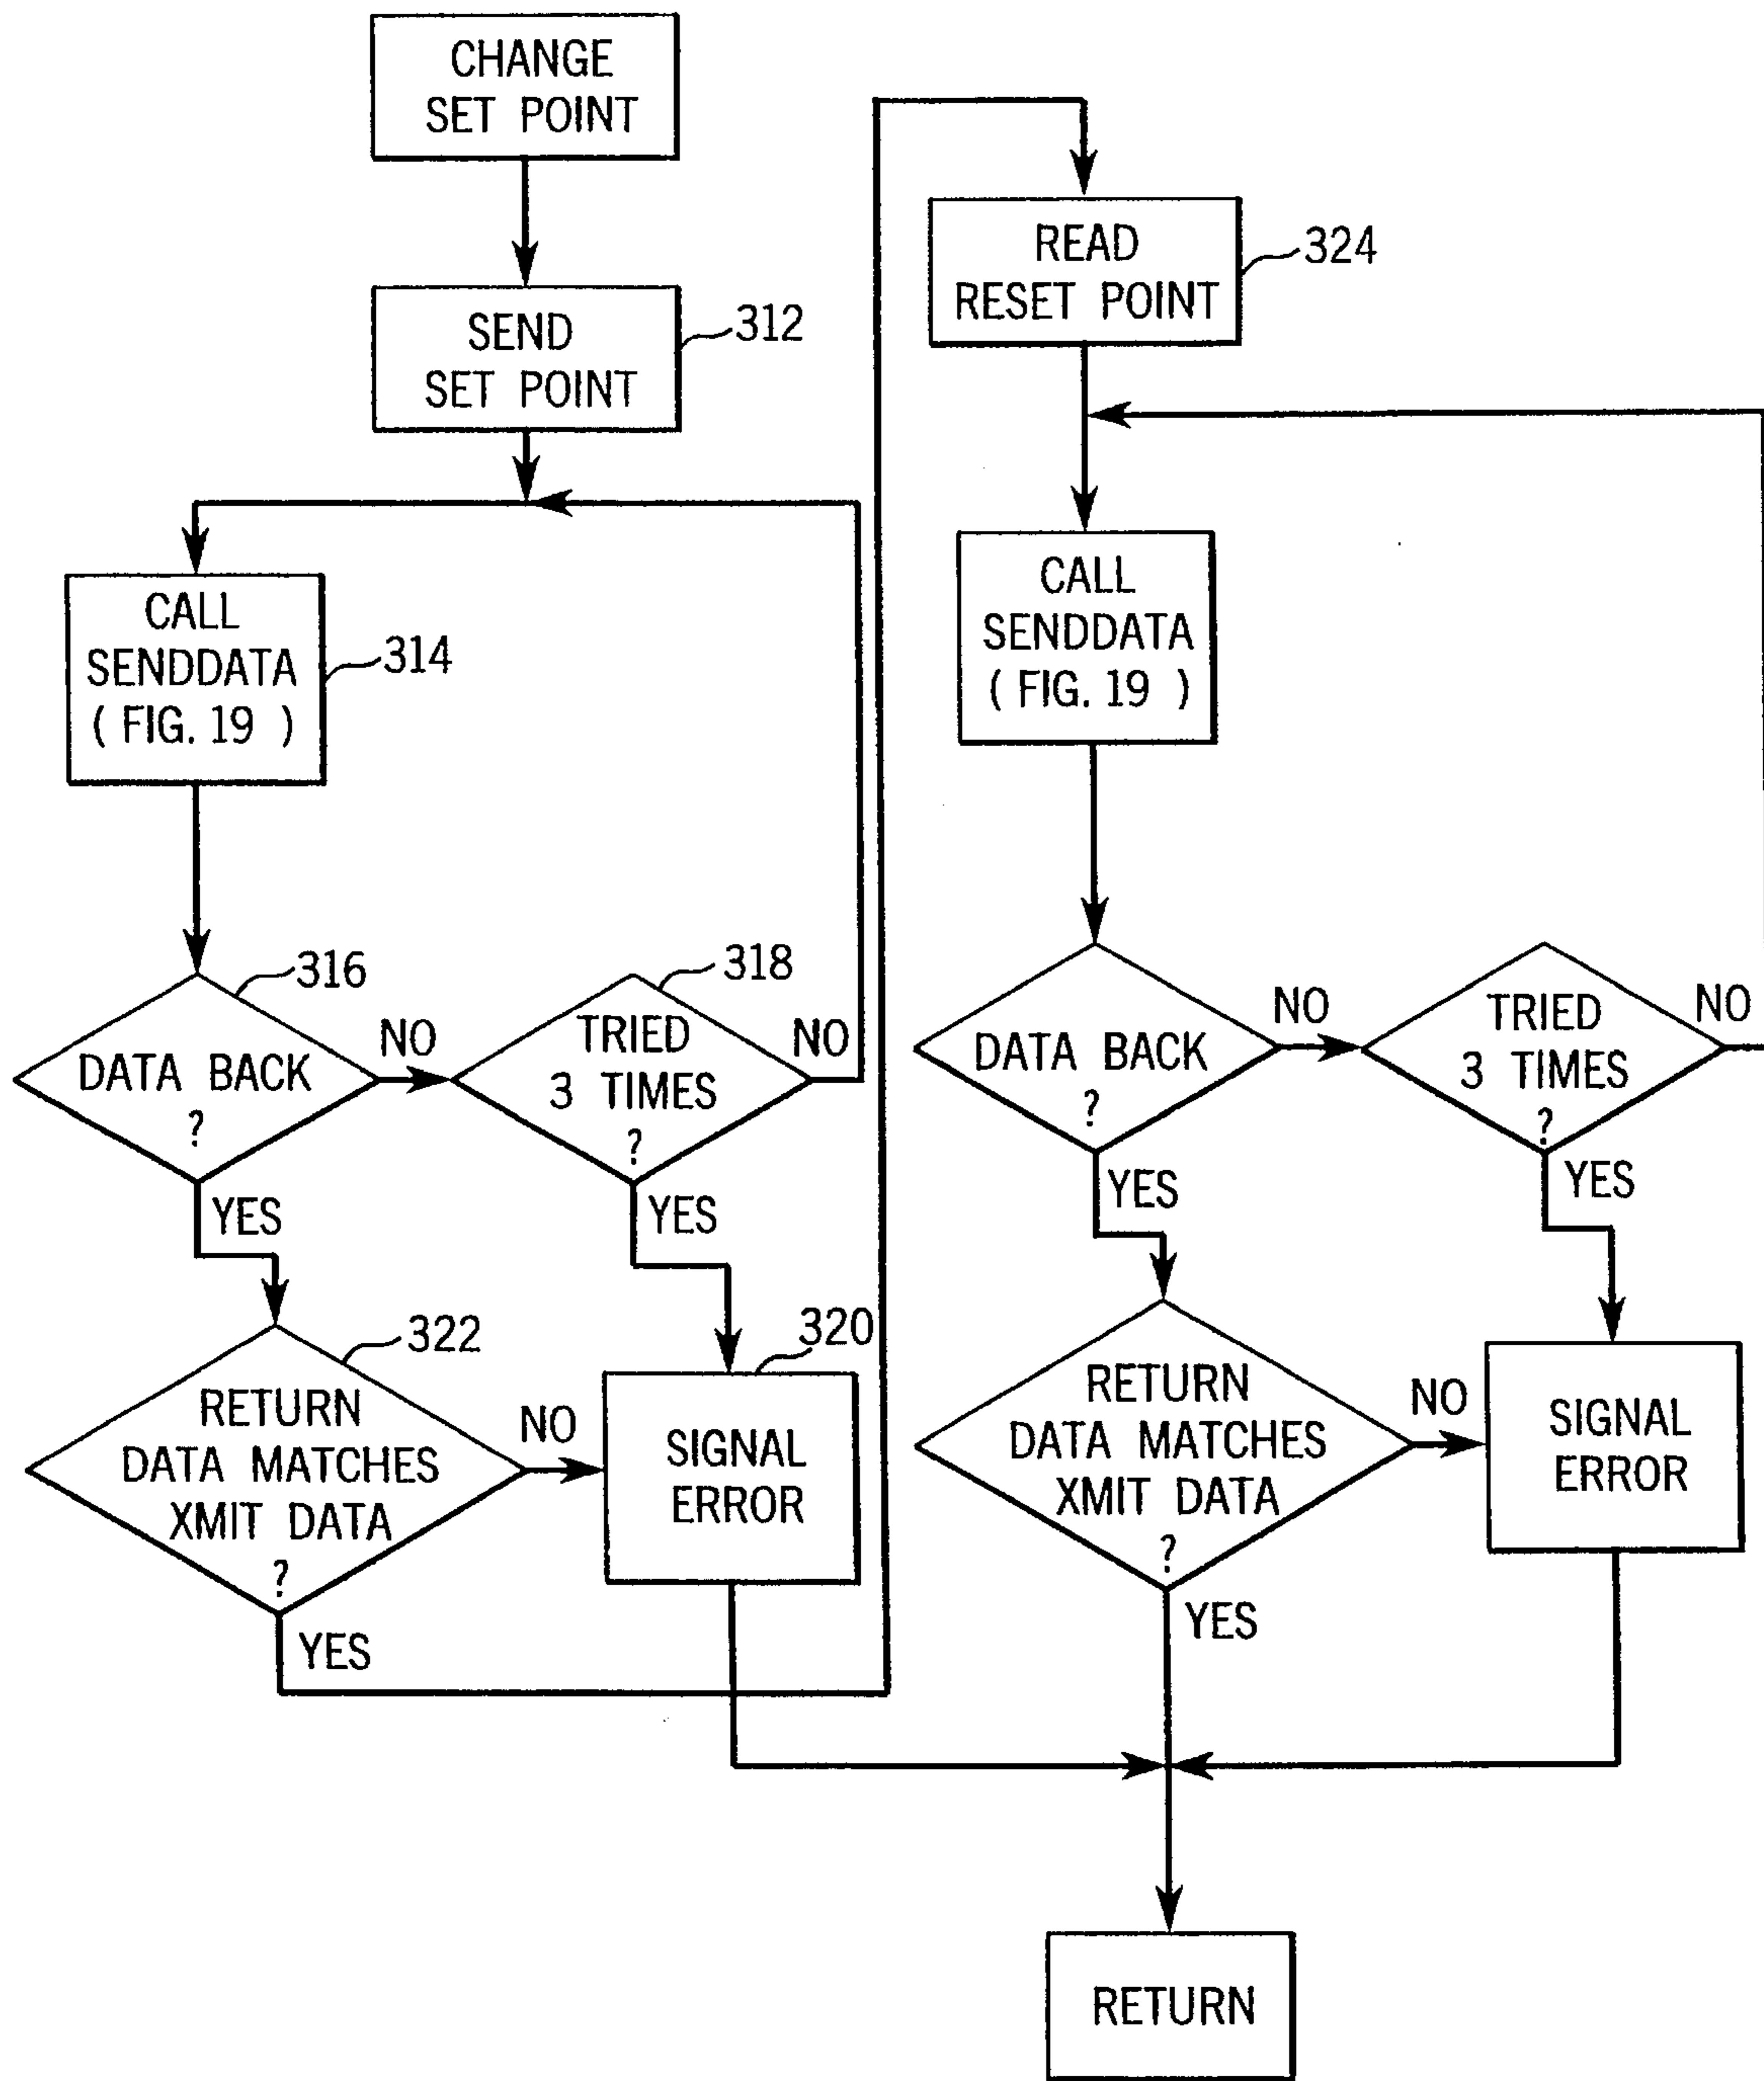 CHANGE
SET POINT
SEND
SET POINT
312
CALL
SENDDATA
( FIG. 19 )
314
316
DATA BACK
?
NO
YES
318
TRIED
3 TIMES
?
NO
YES
322
RETURN
DATA MATCHES
XMIT DATA
?
NO
YES
320
SIGNAL
ERROR
READ
RESET POINT
324
CALL
SENDDATA
( FIG. 19 )
DATA BACK
?
NO
YES
TRIED
3 TIMES
?
NO
YES
RETURN
DATA MATCHES
XMIT DATA
?
NO
YES
SIGNAL
ERROR
RETURN